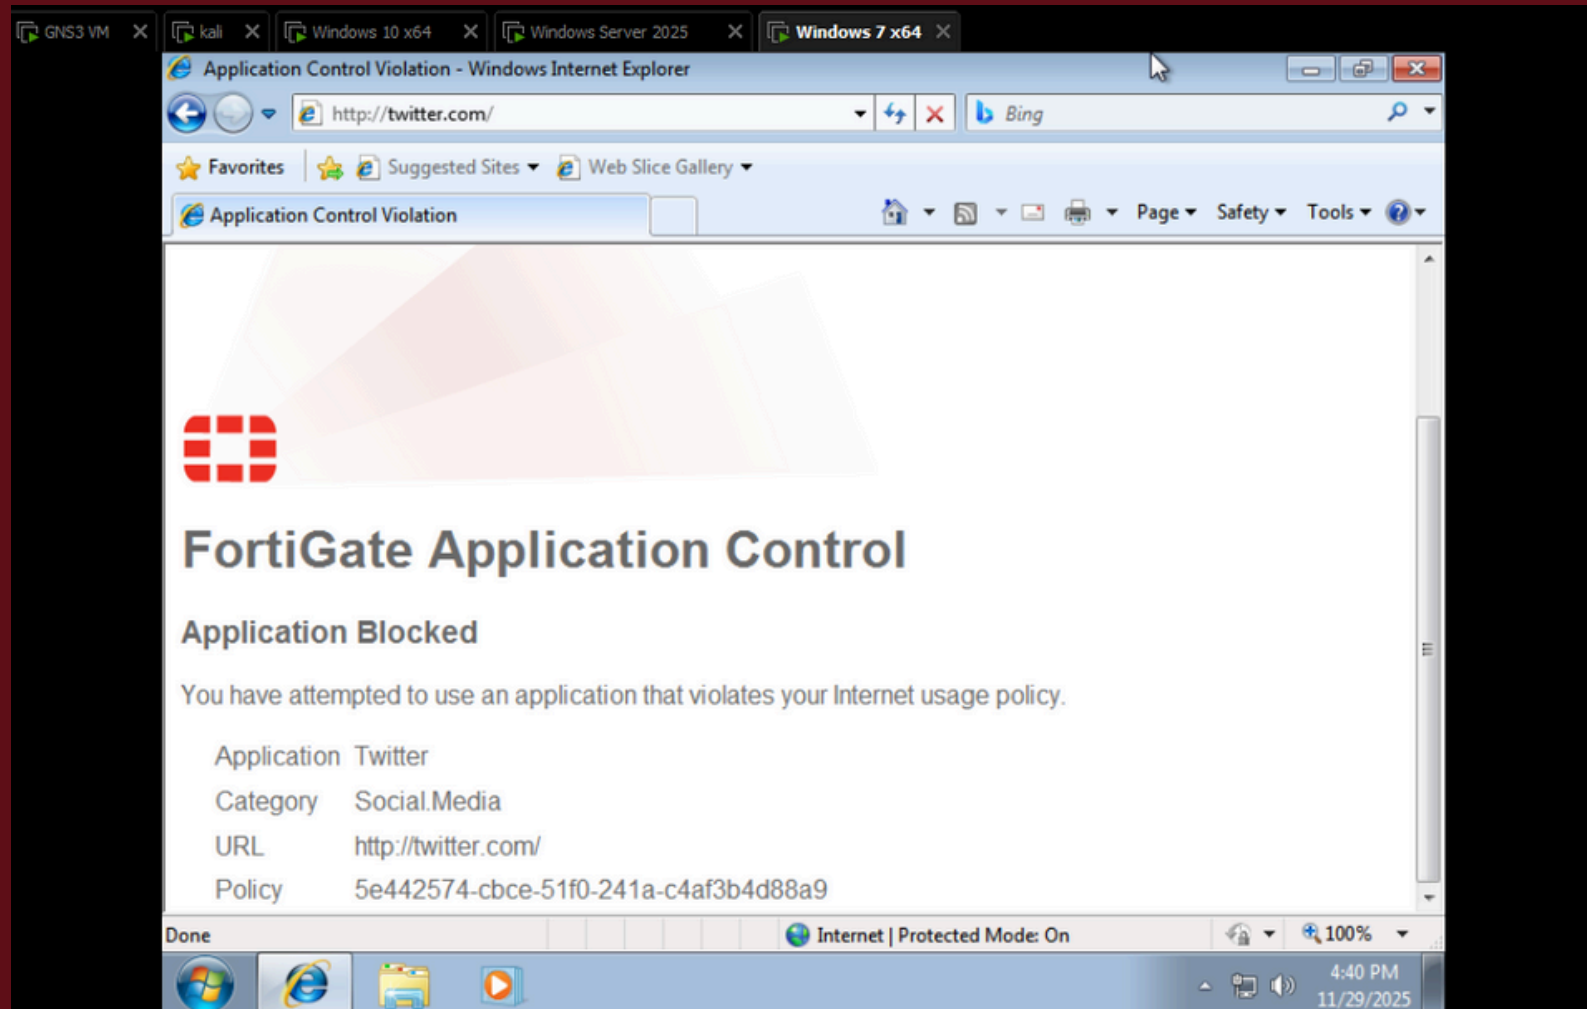 GNS3 VM kali Windows 10 x64 Windows Server 2025 Windows 7 x64
Application Control Violation - Windows Internet Explorer
http://twitter.com/ Bing
Favorites Suggested Sites Web Slice Gallery
Application Control Violation Page Safety Tools
FortiGate Application Control
Application Blocked
You have attempted to use an application that violates your Internet usage policy.
Application Twitter
Category Social.Media
URL http://twitter.com/
Policy 5e442574-cbce-51f0-241a-c4af3b4d88a9
Done Internet | Protected Mode: On 100%
4:40 PM
11/29/2025